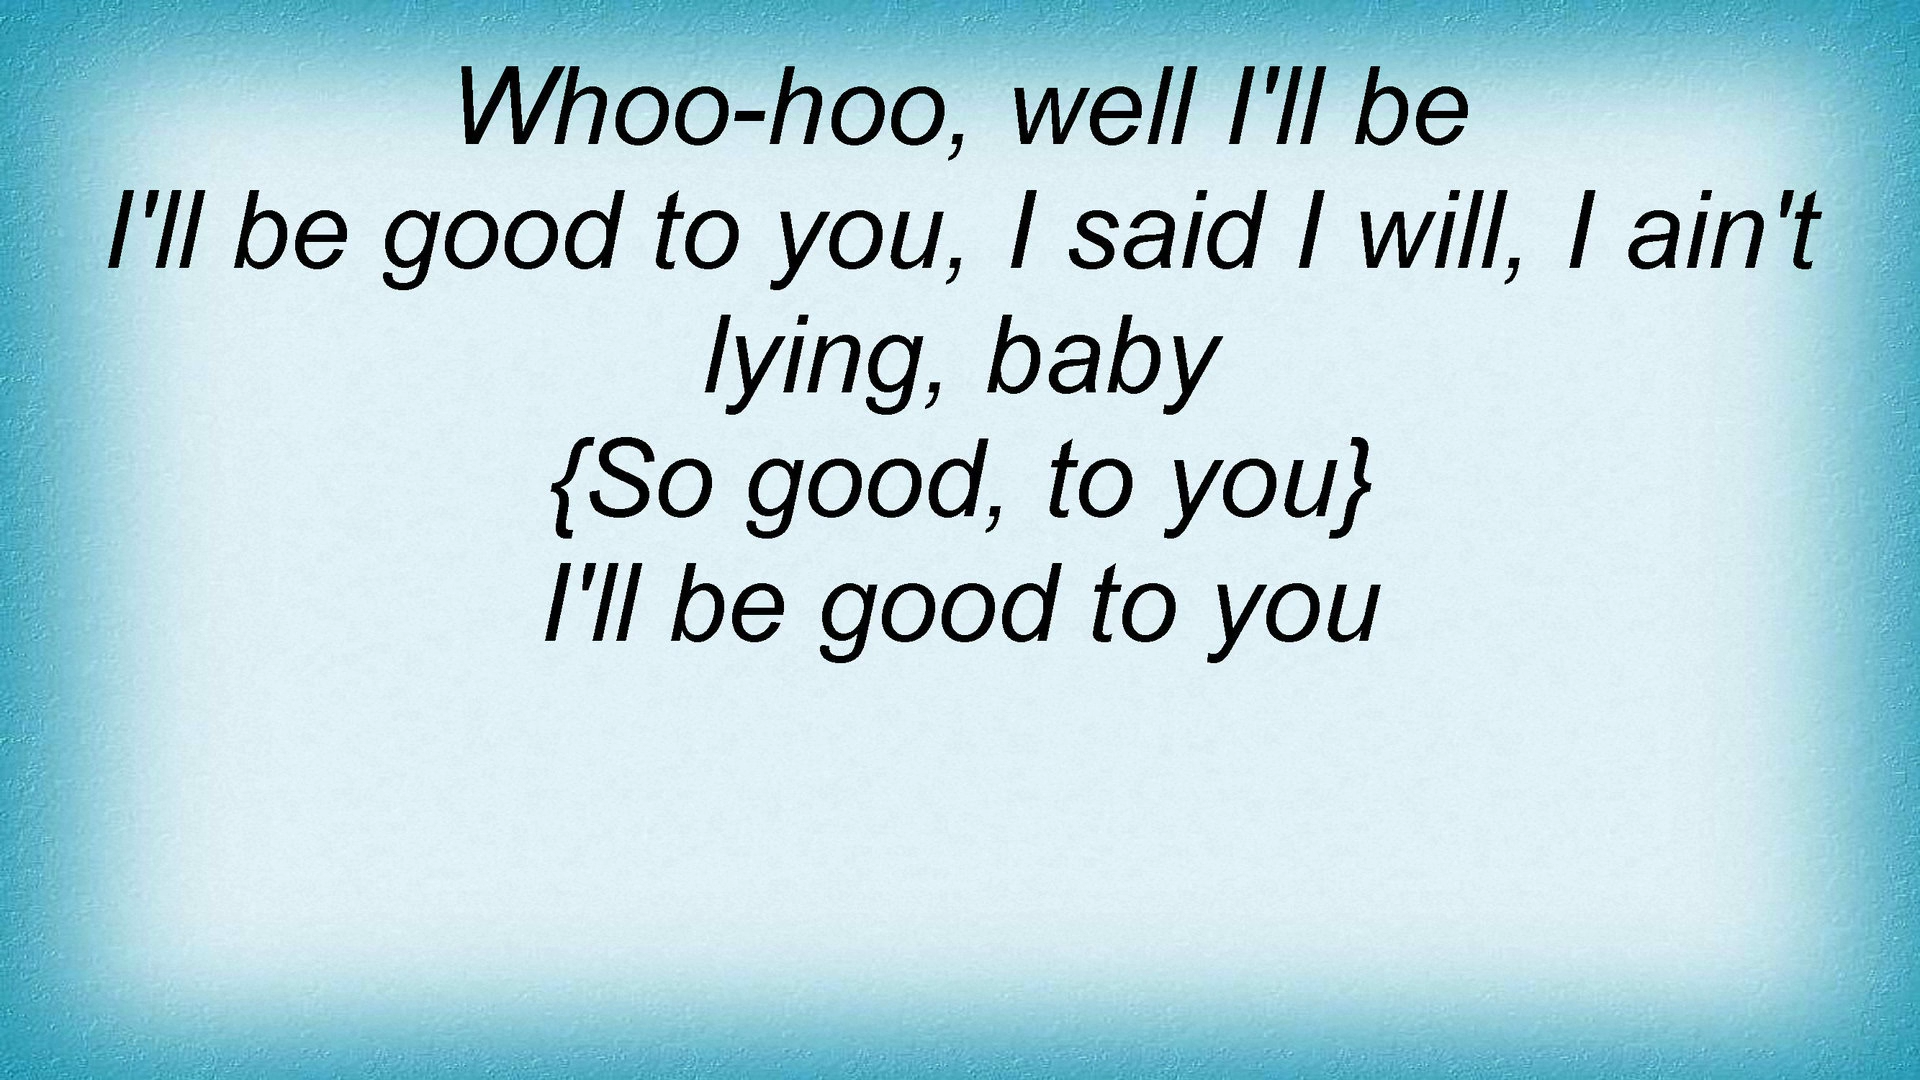 Whoo-hoo, well I'll be
I'll be good to you, I said I will, I ain't
lying, baby
{So good, to you}
I'll be good to you